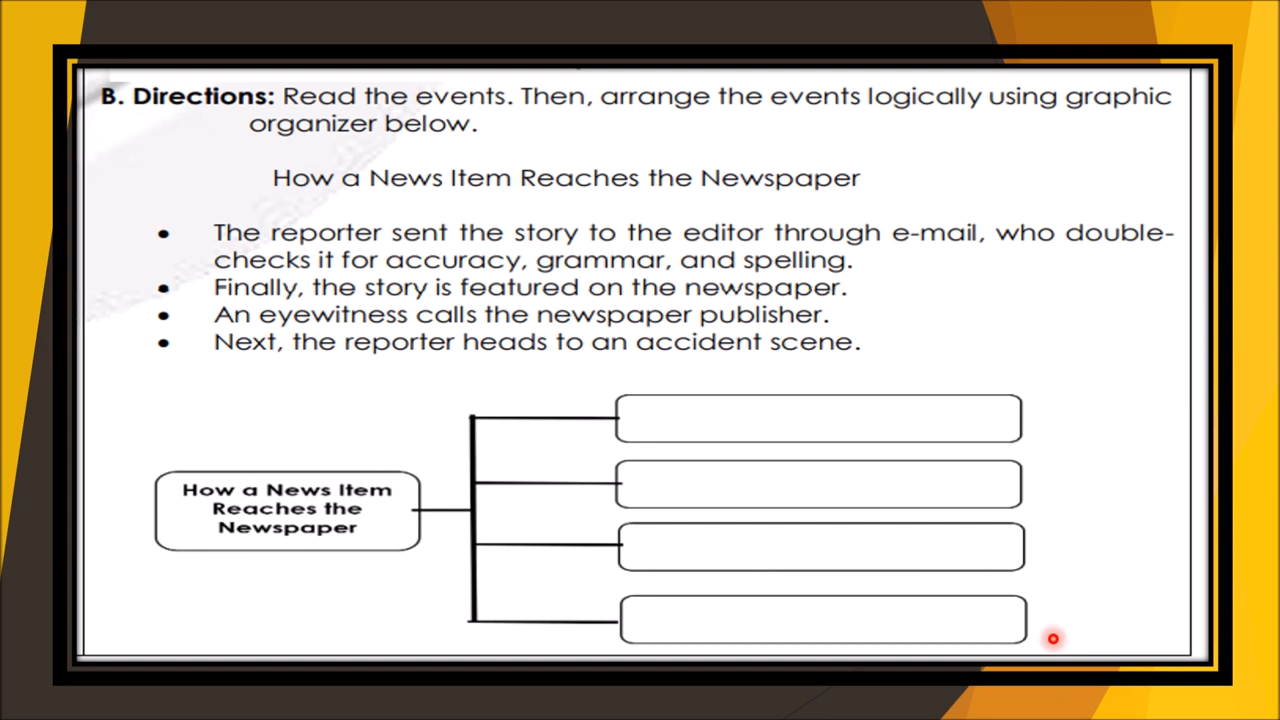 B. Directions: Read the events. Then, arrange the events logically using graphic
organizer below.
How a News Item Reaches the Newspaper
• The reporter sent the story to the editor through e-mail, who double-
checks it for accuracy, grammar, and spelling.
• Finally, the story is featured on the newspaper.
• An eyewitness calls the newspaper publisher.
• Next, the reporter heads to an accident scene.
How a News Item
Reaches the
Newspaper